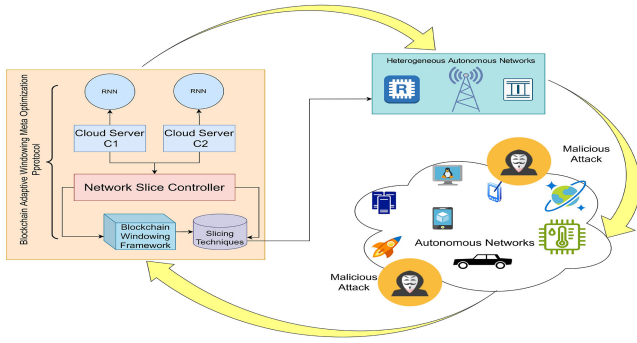 Blockchain Adaptive Windowing Meta Optimization
Pprotocol
RNN
RNN
Cloud Server
C1
Cloud Server
C2
Network Slice Controller
Blockchain
Windowing
Framework
Slicing
Techniques
Heterogeneous Autonomous Networks
R
Malicious
Attack
Autonomous Networks
Malicious
Attack